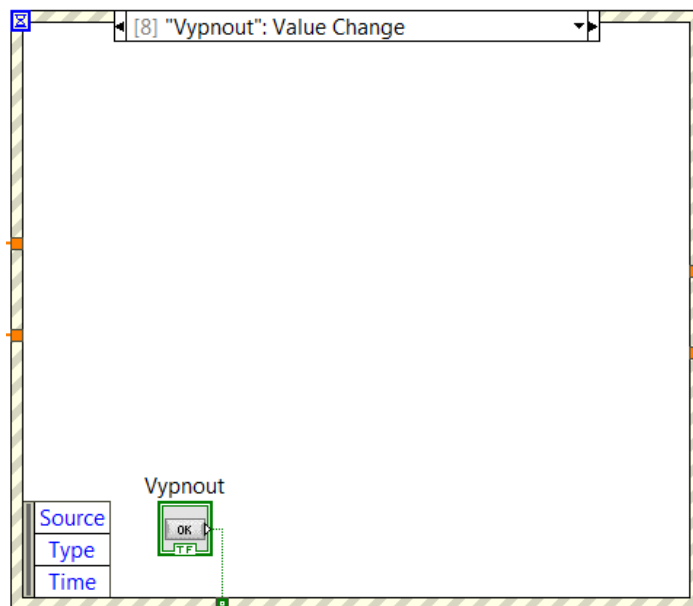 [8] "Vypnout": Value Change
Vypnout
OK
TF
Source
Type
Time